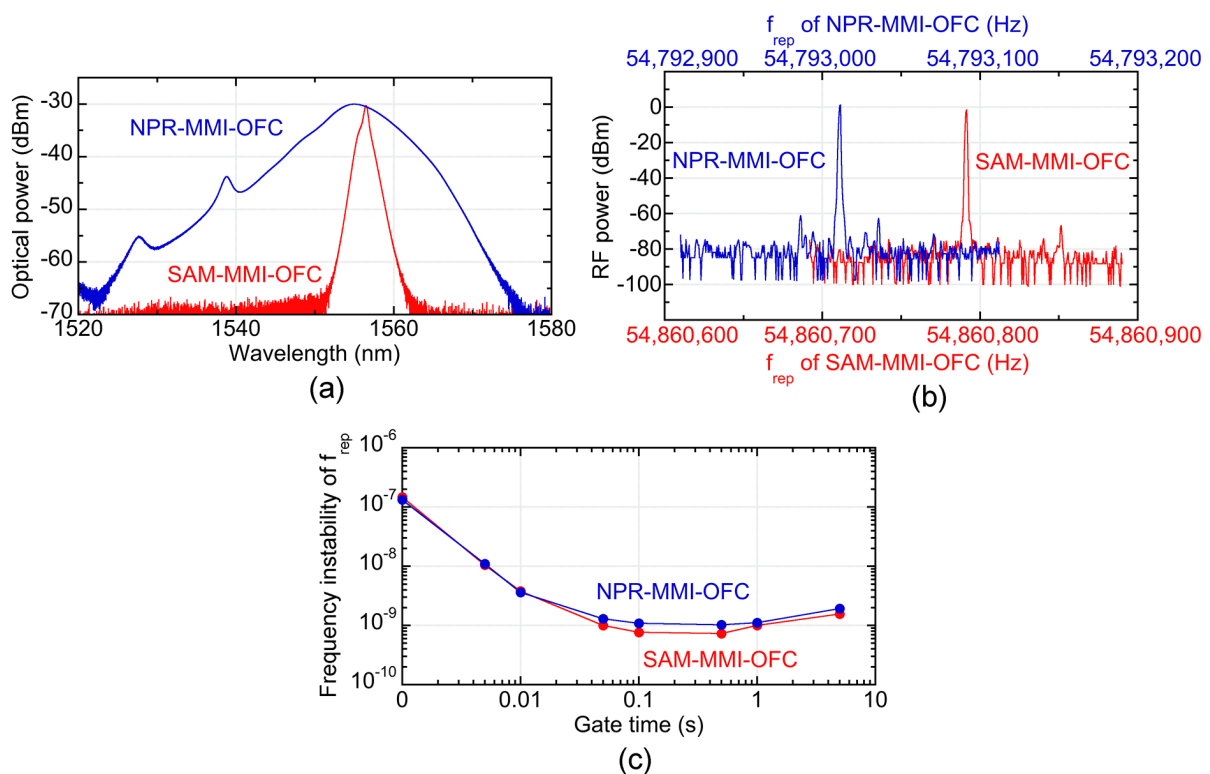 Optical power (dBm)
-30
-40
-50
-60
-70
NPR-MMI-OFC
SAM-MMI-OFC
1520
1540
1560
1580
Wavelength (nm)
(a)
f_rep of NPR-MMI-OFC (Hz)
54,792,900 54,793,000 54,793,100 54,793,200
RF power (dBm)
0
-20
-40
-60
-80
-100
NPR-MMI-OFC
SAM-MMI-OFC
54,860,600 54,860,700 54,860,800 54,860,900
f_rep of SAM-MMI-OFC (Hz)
(b)
Frequency instability of f_rep
10^-6
10^-7
10^-8
10^-9
10^-10
NPR-MMI-OFC
SAM-MMI-OFC
0 0.01 0.1 1 10
Gate time (s)
(c)